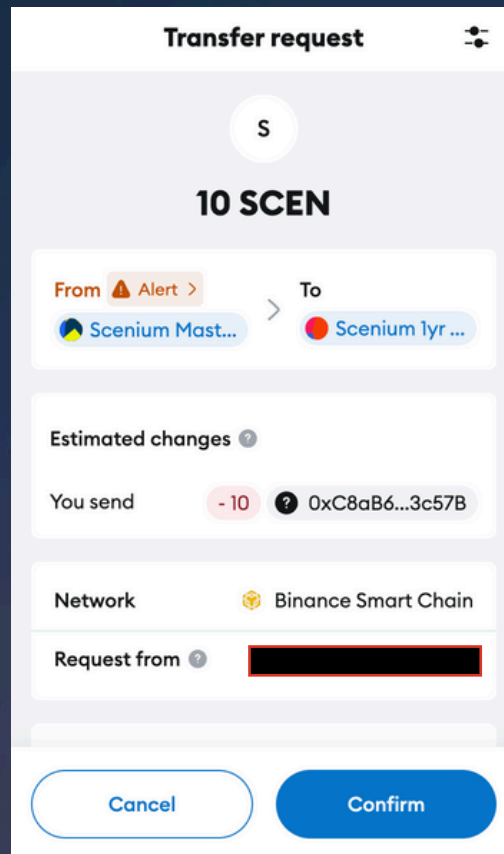 Transfer request
S
10 SCEN
From Alert > To
Scenium Mast... > Scenium 1yr ...
Estimated changes ?
You send - 10 ? 0xC8aB6...3c57B
Network Binance Smart Chain
Request from ?
Cancel Confirm